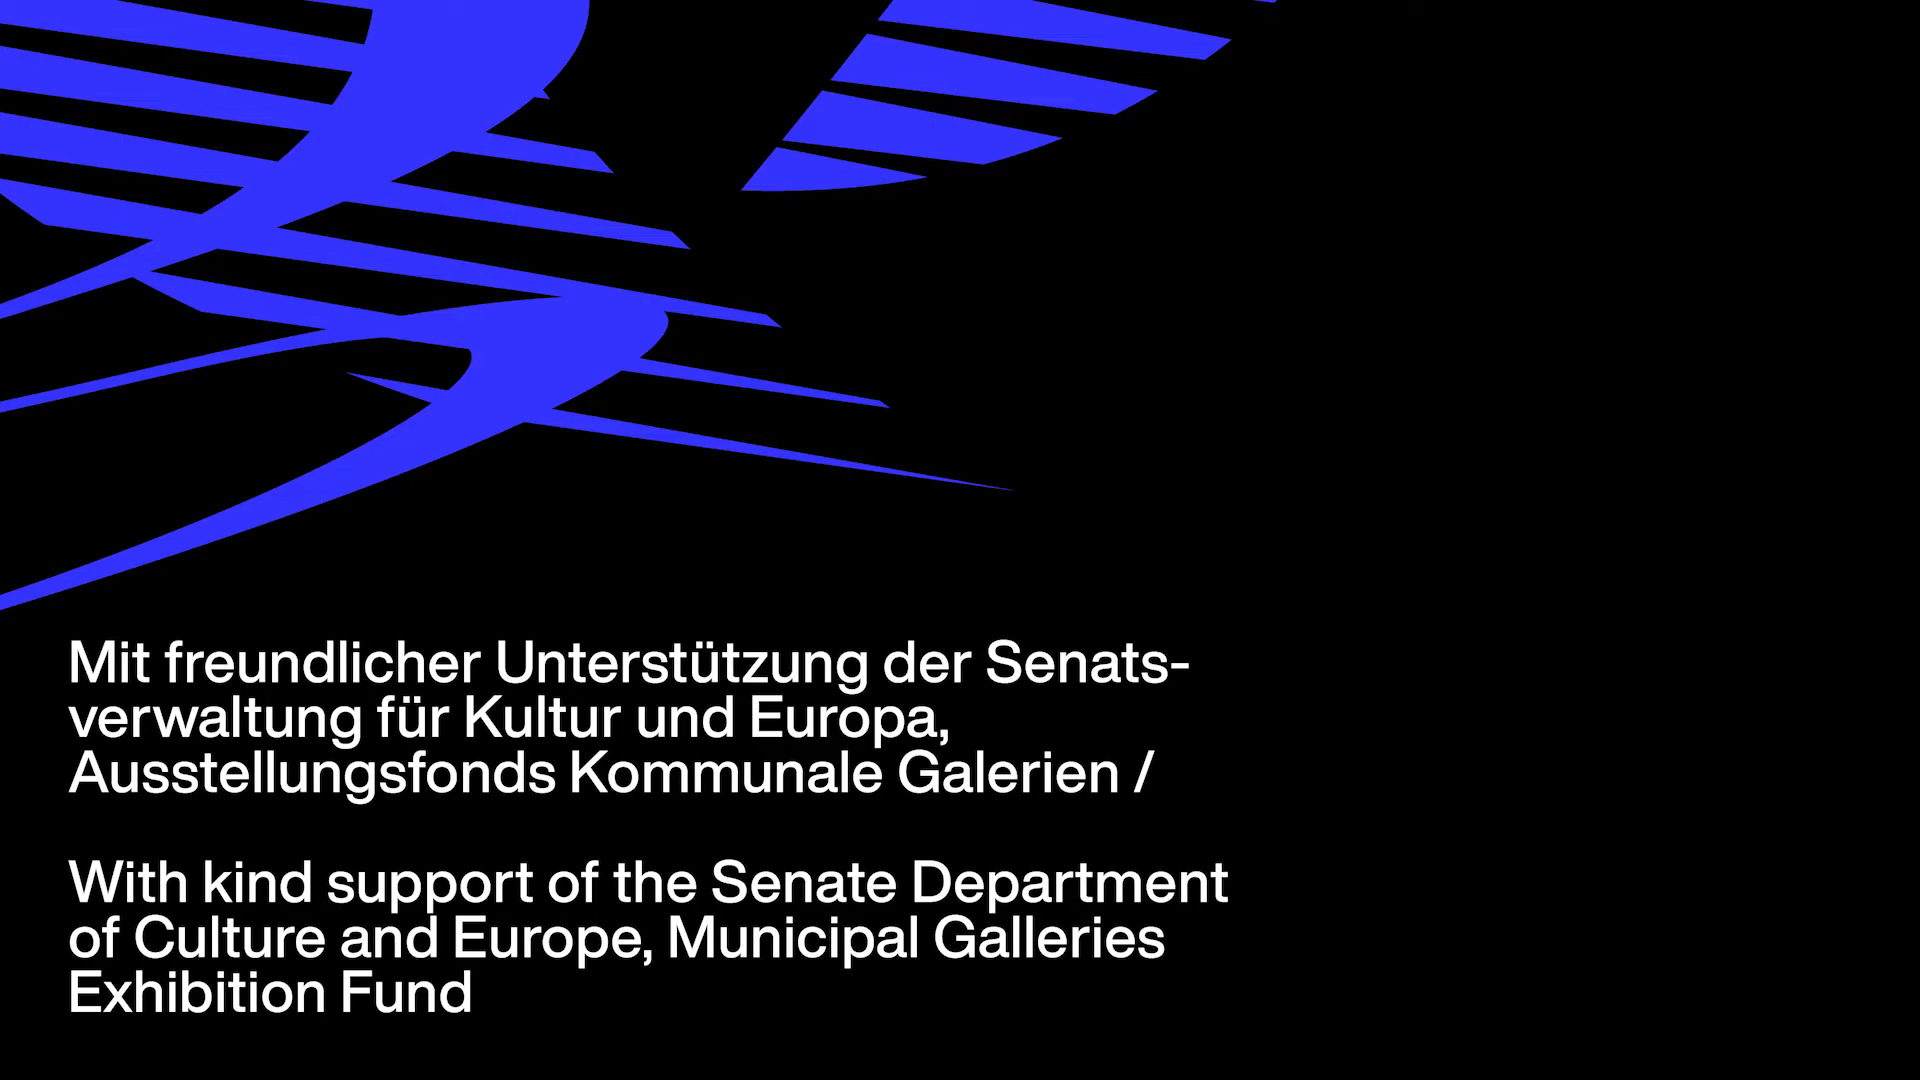 Mit freundlicher Unterstützung der Senats-
verwaltung für Kultur und Europa,
Ausstellungsfonds Kommunale Galerien /
With kind support of the Senate Department
of Culture and Europe, Municipal Galleries
Exhibition Fund